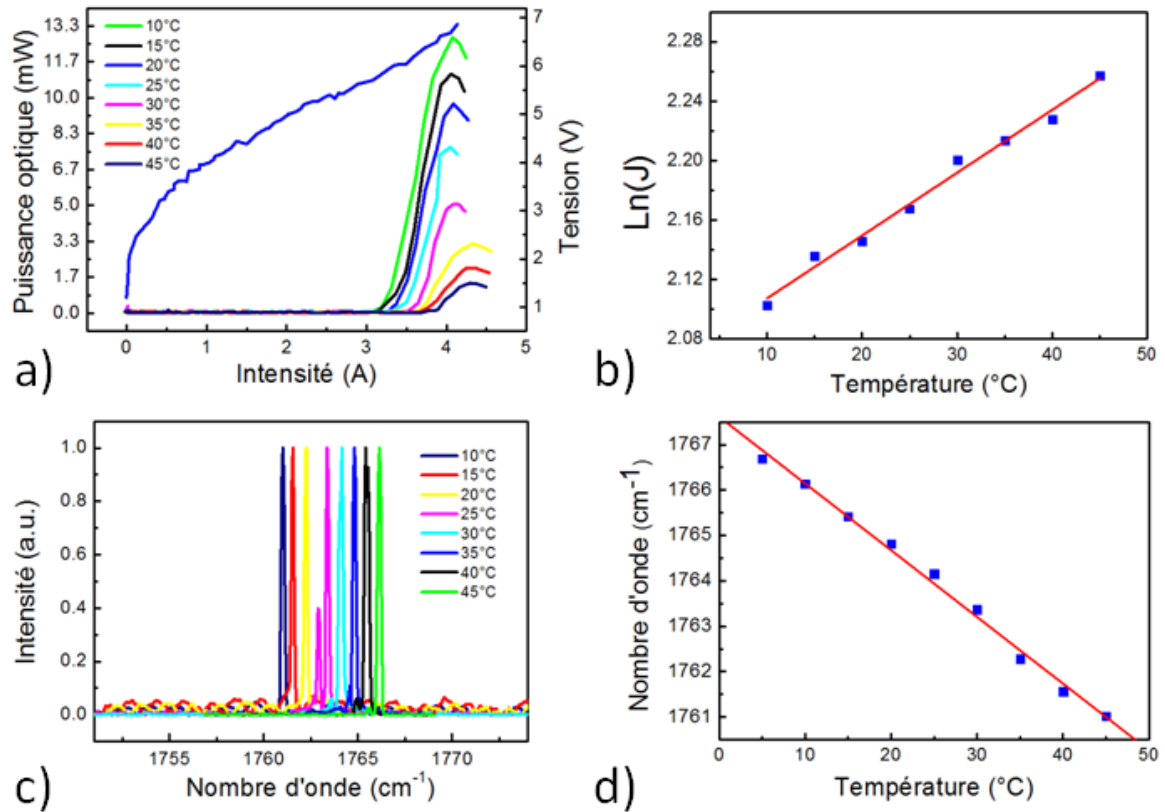 13.3
11.7
10.0
8.3
6.7
5.0
3.3
1.7
0.0
Puissance optique (mW)
10°C
15°C
20°C
25°C
30°C
35°C
40°C
45°C
7
6
5
4
3
2
1
Tension (V)
0 1 2 3 4 5
Intensité (A)
a)
2.28
2.24
2.20
2.16
2.12
2.08
Ln(J)
10 20 30 40 50
Température (°C)
b)
1.0
0.8
0.6
0.4
0.2
0.0
Intensité (a.u.)
10°C
15°C
20°C
25°C
30°C
35°C
40°C
45°C
1755 1760 1765 1770
Nombre d'onde (cm-1)
c)
1767
1766
1765
1764
1763
1762
1761
Nombre d'onde (cm-1)
0 10 20 30 40 50
Température (°C)
d)